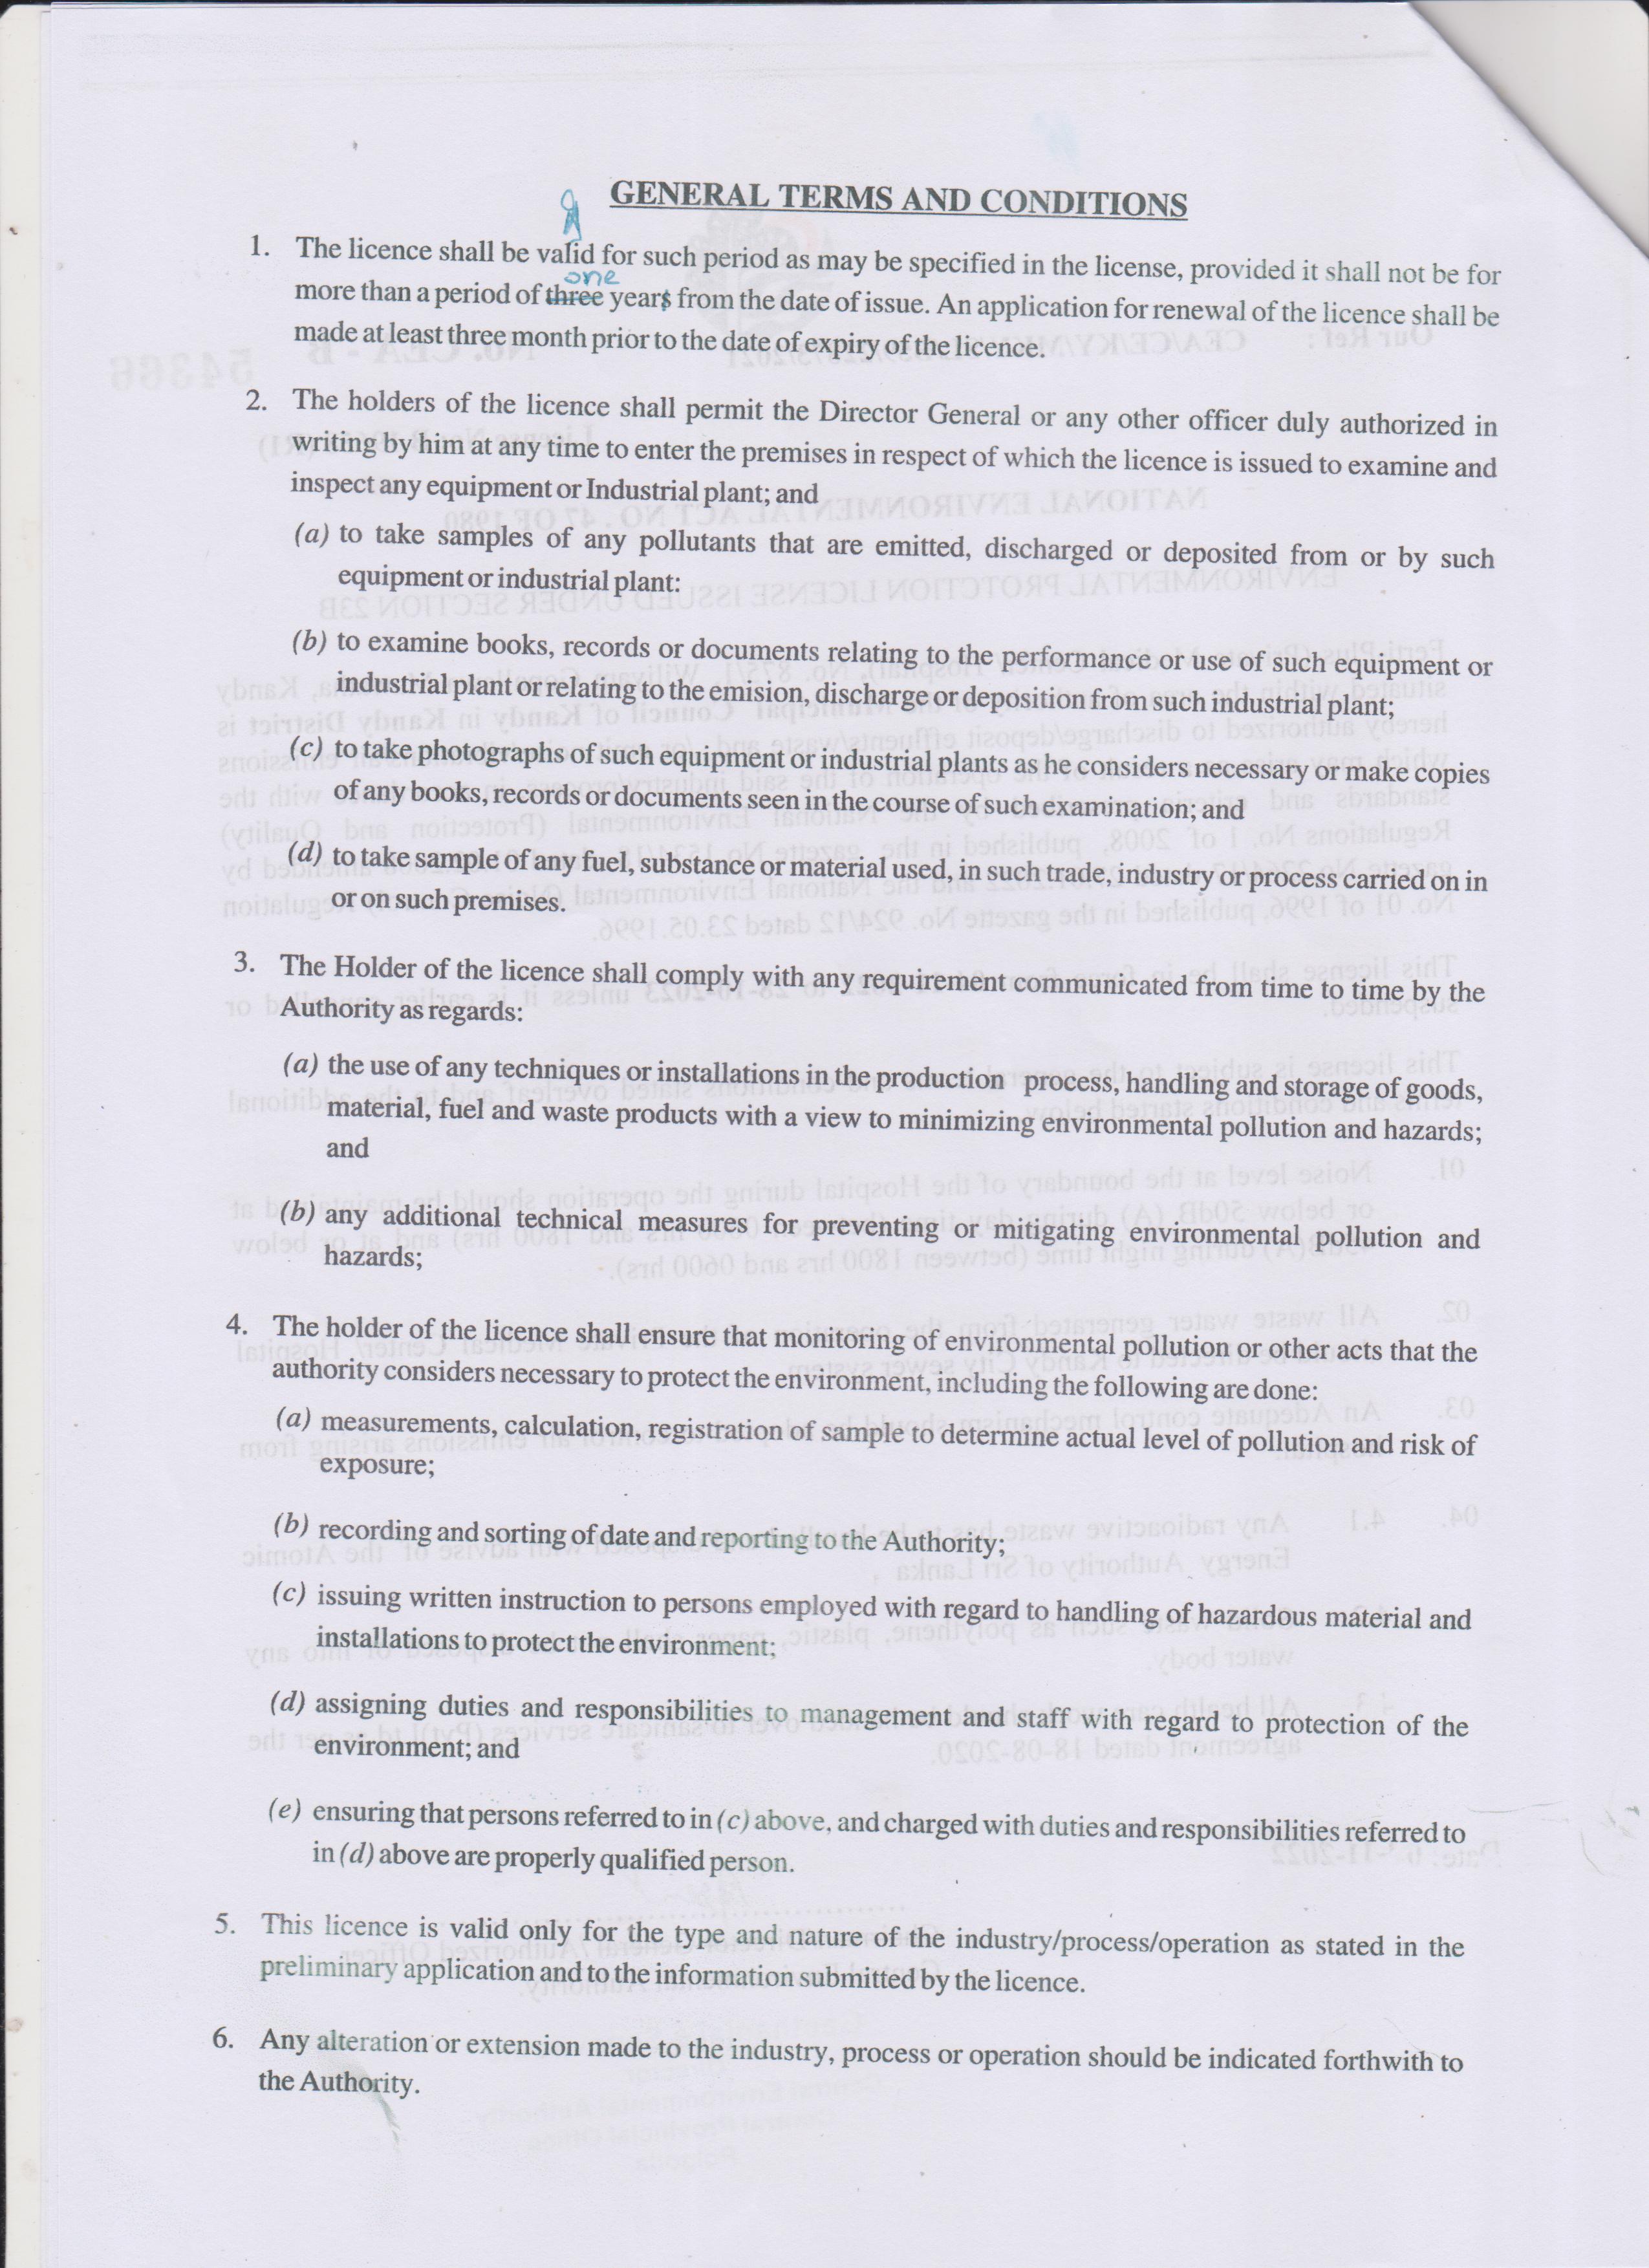 GENERAL TERMS AND CONDITIONS
1. The licence shall be valid for such period as may be specified in the license, provided it shall not be for
one
more than a period of three years from the date of issue. An application for renewal of the licence shall be
made at least three month prior to the date of expiry of the licence.
2. The holders of the licence shall permit the Director General or any other officer duly authorized in
writing by him at any time to enter the premises in respect of which the licence is issued to examine and
inspect any equipment or Industrial plant; and
(a) to take samples of any pollutants that are emitted, discharged or deposited from or by such
equipment or industrial plant:
(b) to examine books, records or documents relating to the performance or use of such equipment or
industrial plant or relating to the emision, discharge or deposition from such industrial plant;
(c) to take photographs of such equipment or industrial plants as he considers necessary or make copies
of any books, records or documents seen in the course of such examination; and
(d) to take sample of any fuel, substance or material used, in such trade, industry or process carried on in
or on such premises.
3. The Holder of the licence shall comply with any requirement communicated from time to time by the
Authority as regards:
(a) the use of any techniques or installations in the production process, handling and storage of goods,
material, fuel and waste products with a view to minimizing environmental pollution and hazards;
and
(b) any additional technical measures for preventing or mitigating environmental pollution and
hazards;
4. The holder of the licence shall ensure that monitoring of environmental pollution or other acts that the
authority considers necessary to protect the environment, including the following are done:
(a) measurements, calculation, registration of sample to determine actual level of pollution and risk of
exposure;
(b) recording and sorting of date and reporting to the Authority;
(c) issuing written instruction to persons employed with regard to handling of hazardous material and
installations to protect the environment;
(d) assigning duties and responsibilities to management and staff with regard to protection of the
environment; and
(e) ensuring that persons referred to in (c) above, and charged with duties and responsibilities referred to
in (d) above are properly qualified person.
5. This licence is valid only for the type and nature of the industry/process/operation as stated in the
preliminary application and to the information submitted by the licence.
6. Any alteration or extension made to the industry, process or operation should be indicated forthwith to
the Authority.